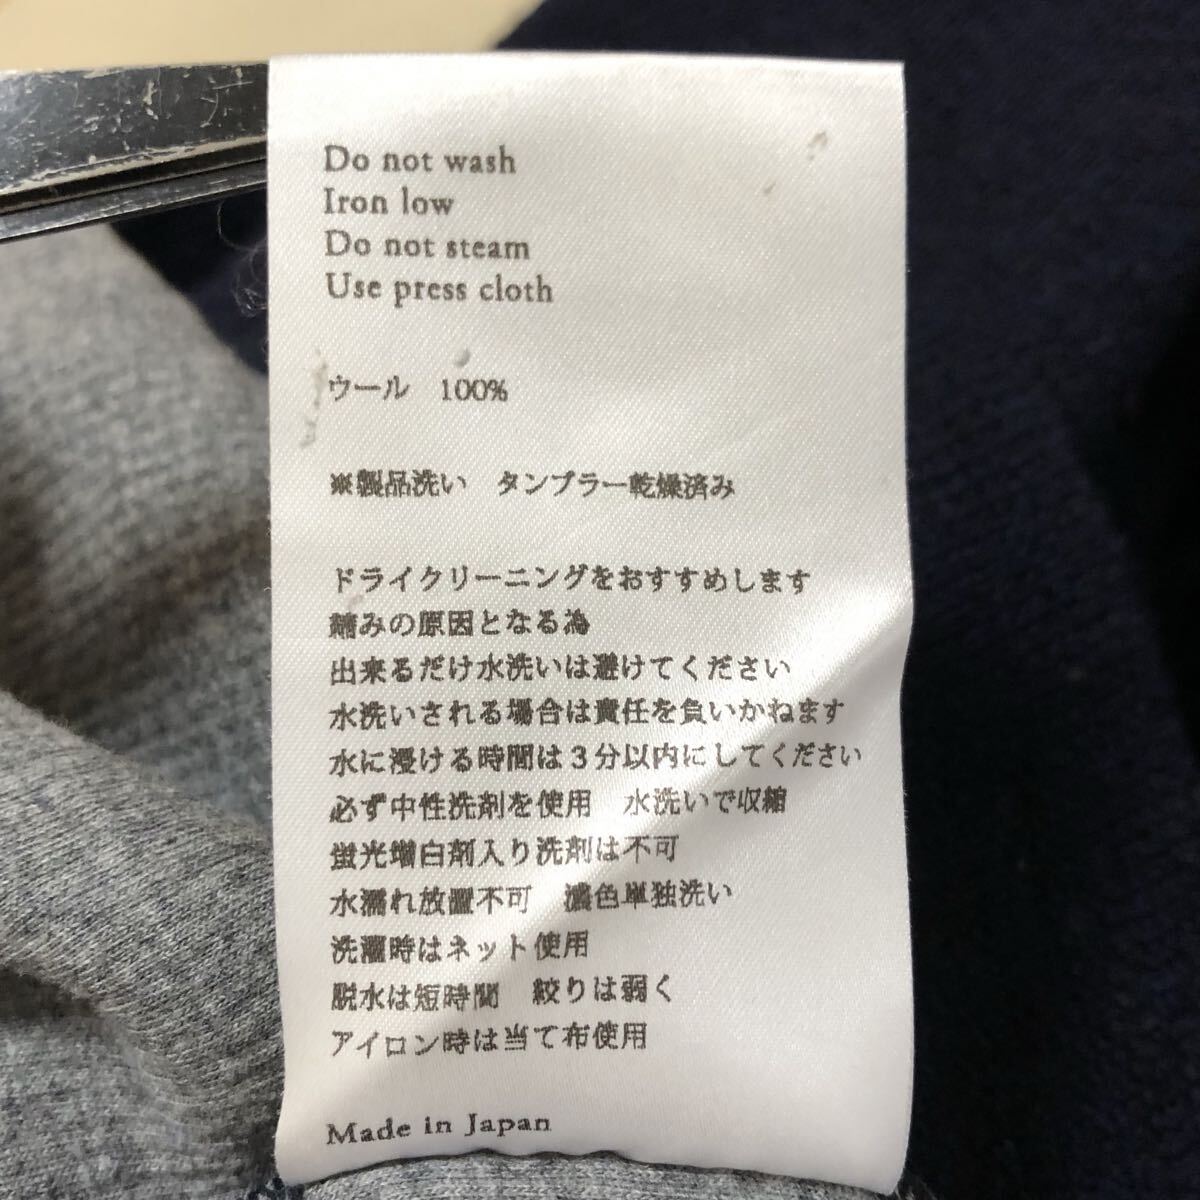 Do not wash
Iron low
Do not steam
Use press cloth
ウール 100%
※製品洗い タンブラー乾燥済み
ドライクリーニングをおすすめします
縮みの原因となる為
出来るだけ水洗いは避けてください
水洗いされる場合は責任を負いかねます
水に浸ける時間は3分以内にしてください
必ず中性洗剤を使用 水洗いで収縮
蛍光増白剤入り洗剤は不可
水濡れ放置不可 濃色単独洗い
洗濯時はネット使用
脱水は短時間 絞りは弱く
アイロン時は当て布使用
Made in Japan